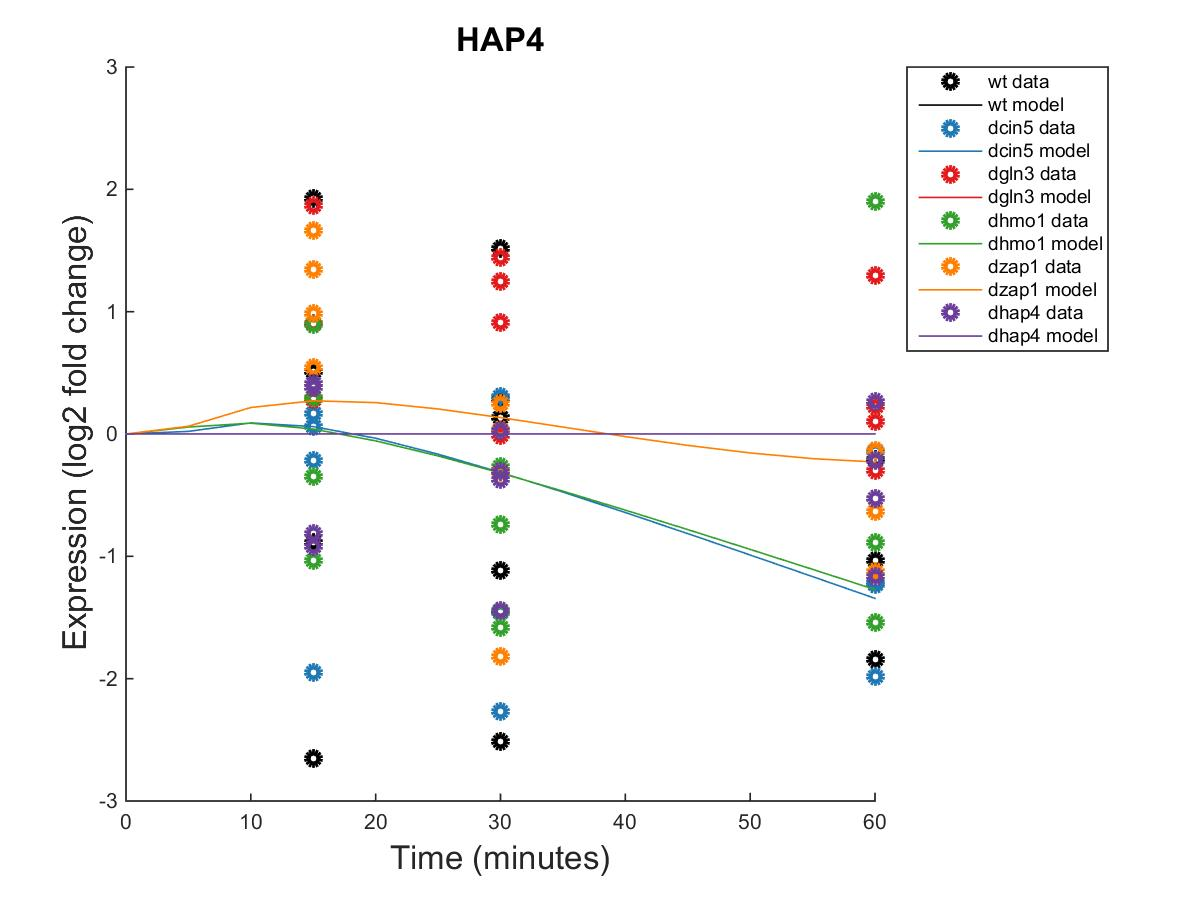 HAP4
3
2
1
0
-1
-2
-3
0 10 20 30 40 50 60
Time (minutes)
Expression (log2 fold change)
wt data
wt model
dcin5 data
dcin5 model
dgln3 data
dgln3 model
dhmo1 data
dhmo1 model
dzap1 data
dzap1 model
dhap4 data
dhap4 model